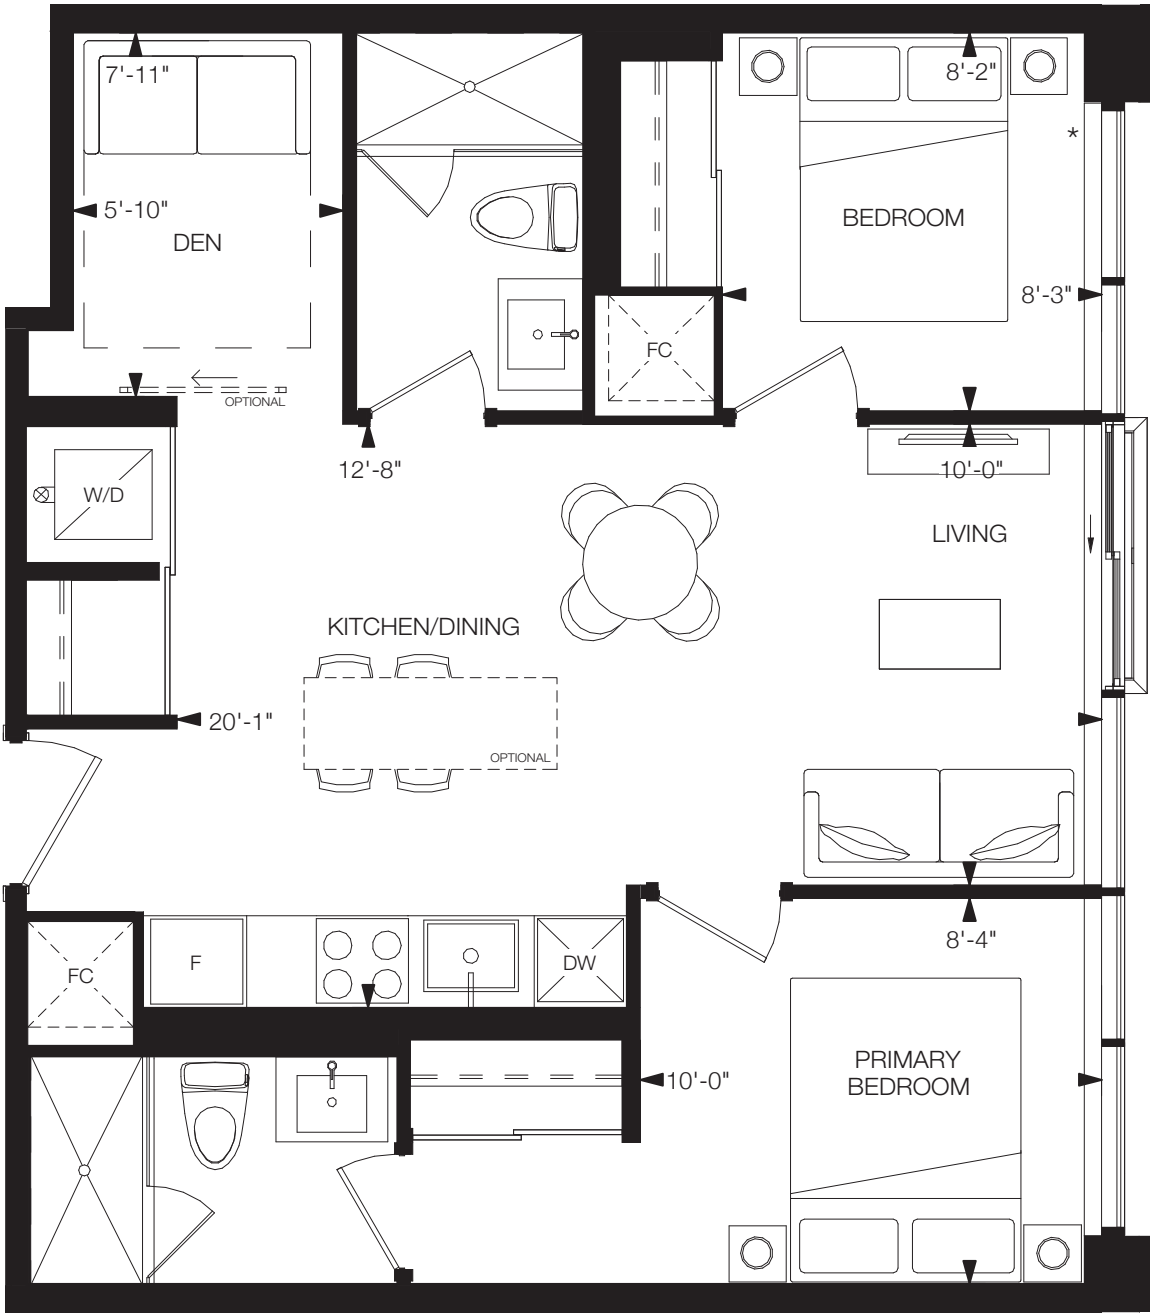 7'-11"
8'-2"
*
5'-10"
DEN
BEDROOM
8'-3"
FC
OPTIONAL
12'-8"
10'-0"
W/D
LIVING
KITCHEN/DINING
20'-1"
OPTIONAL
8'-4"
F
DW
FC
PRIMARY
BEDROOM
10'-0"